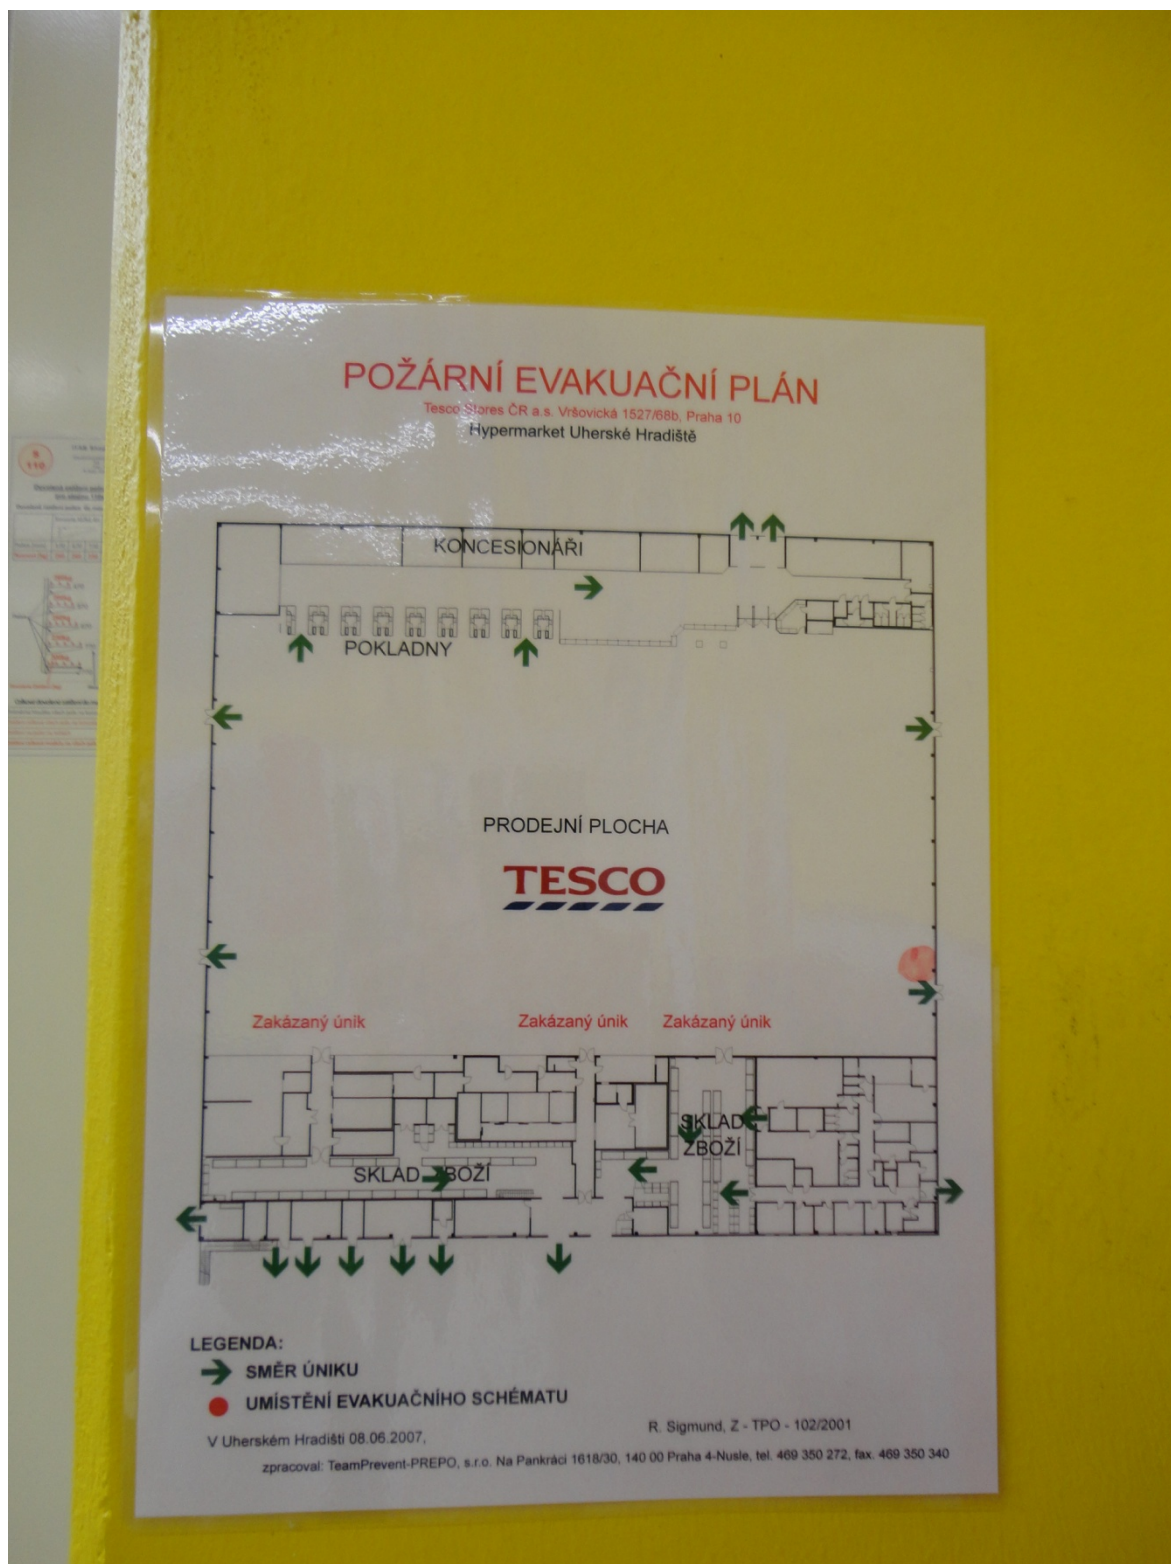 POŽÁRNÍ EVAKUAČNÍ PLÁN
Tesco Stores ČR a.s. Vršovická 1527/68b, Praha 10
Hypermarket Uherské Hradiště
S
110
KONCESIONÁŘI
POKLADNY
PRODEJNÍ PLOCHA
TESCO
Zakázaný únik Zakázaný únik Zakázaný únik
SKLAD
ZBOŽÍ
SKLAD ZBOŽÍ
LEGENDA:
SMĚR ÚNIKU
UMÍSTĚNÍ EVAKUAČNÍHO SCHÉMATU
R. Sigmund, Z - TPO - 102/2001
V Uherském Hradišti 08.06.2007,
zpracoval: TeamPrevent-PREPO, s.r.o. Na Pankráci 1618/30, 140 00 Praha 4-Nusle, tel. 469 350 272, fax. 469 350 340